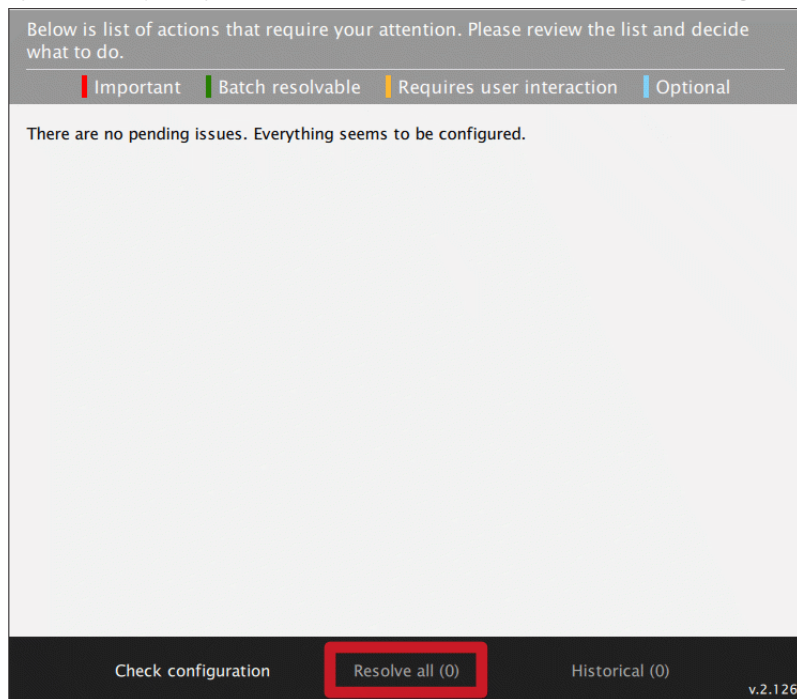 Below is list of actions that require your attention. Please review the list and decide
what to do.
Important Batch resolvable Requires user interaction Optional
There are no pending issues. Everything seems to be configured.
Check configuration Resolve all (0) Historical (0)
v.2.126